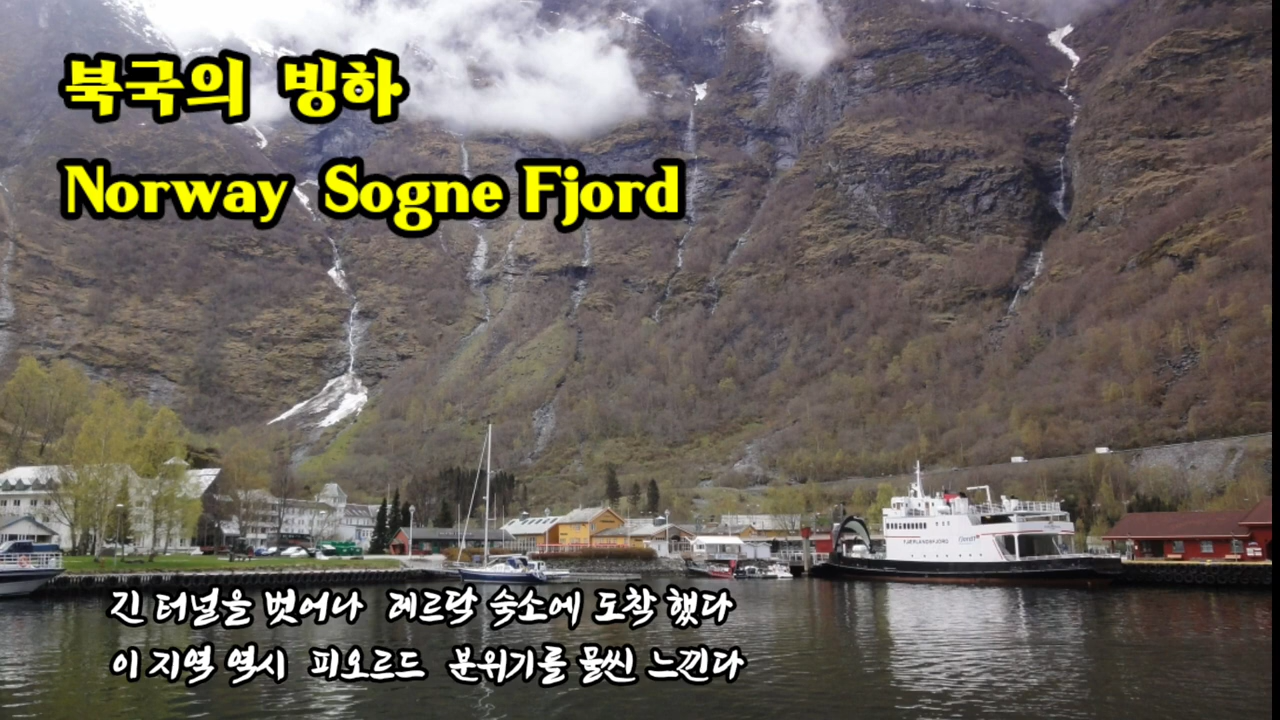 북국의 빙하
Norway Sogne Fjord
긴 터널을 벗어나 레르닥 숙소에 도착 했다
이 지역 역시 피오르드 분위기를 물씬 느낀다